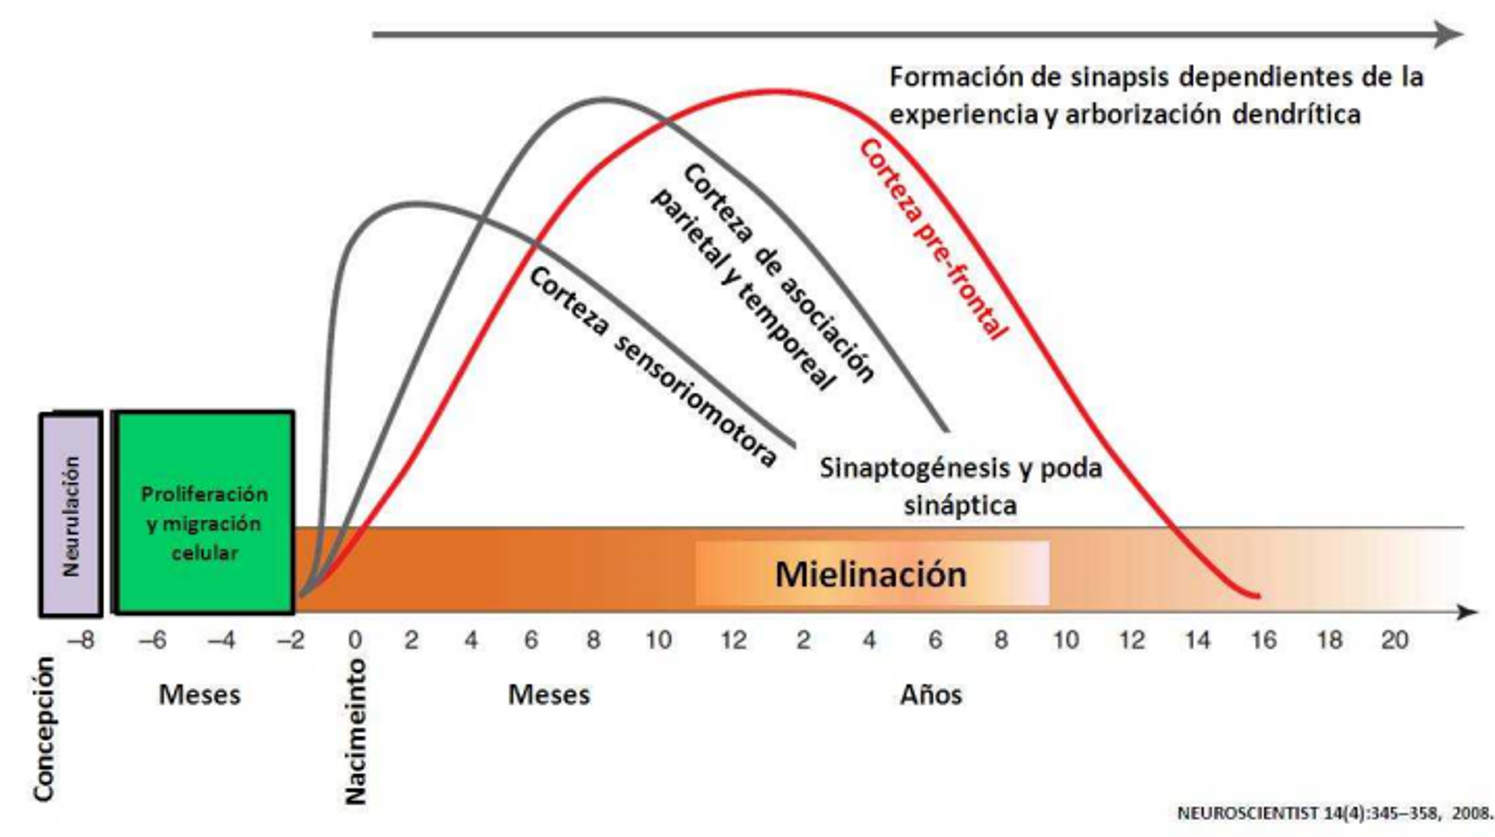 Formación de sinapsis dependientes de la
experiencia y arborización dendrítica
Corteza pre-frontal
Corteza de asociación
parietal y temporeal
Corteza sensoriomotora
Sinaptogénesis y poda
sináptica
Neurulación
Proliferación
y migración
celular
Mielinación
–8 –6 –4 –2 0 2 4 6 8 10 12 2 4 6 8 10 12 14 16 18 20
Concepción
Meses
Nacimeinto
Meses
Años
NEUROSCIENTIST 14(4):345–358, 2008.